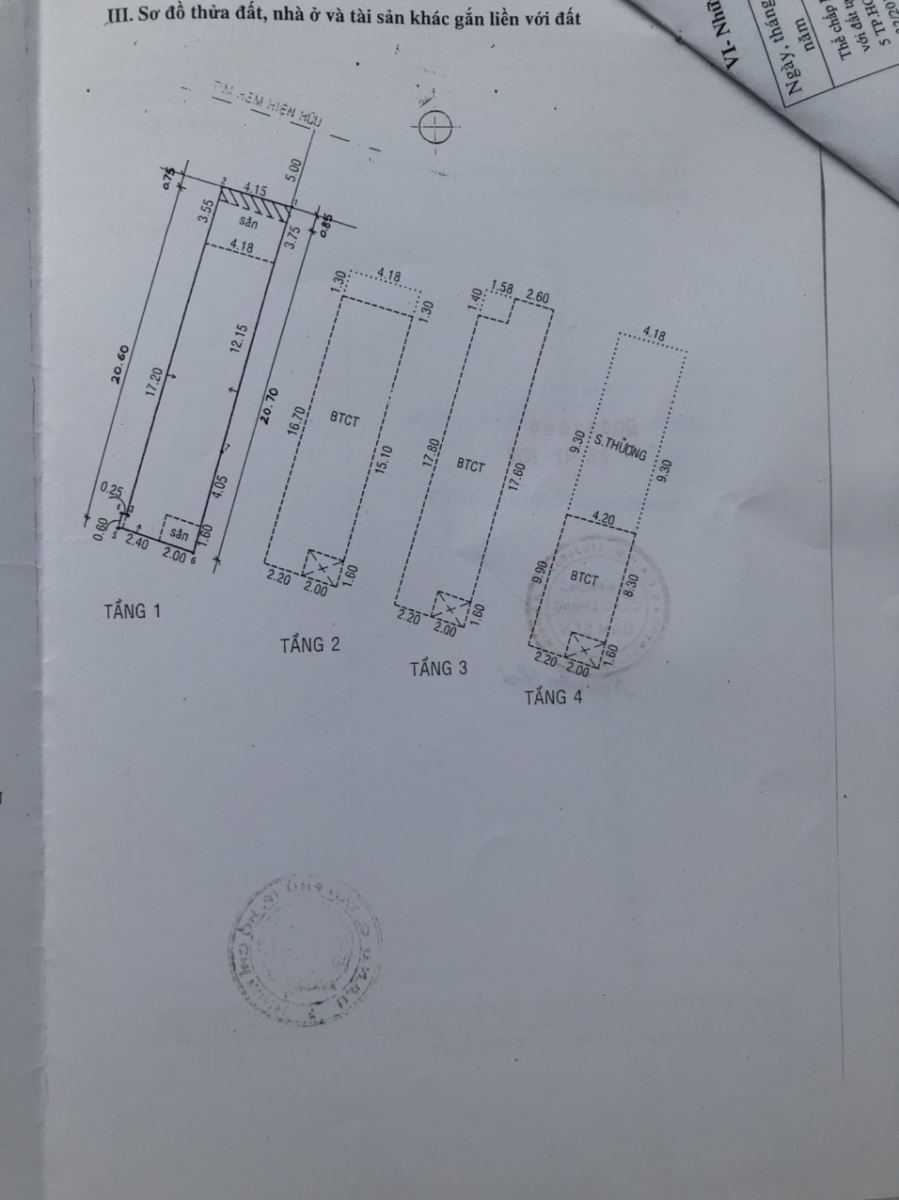 III. Sơ đồ thửa đất, nhà ở và tài sản khác gắn liền với đất
VI- Nhữ
Ngày, tháng
năm
Thế chấp
với đất
5 TP HC
TIM HẺM HIỆN HỮU
5.00
0.75
2
4.15
1
0.85
3.55
sân
3.75
4.18
20.60
17.20
12.15
20.70
4.05
0.25
0.60
5
2.40
sân
2.00
6
1.60
TẦNG 1
1.30
4.18
1.30
16.70
BTCT
15.10
2.20
2.00
1.60
TẦNG 2
1.40
1.58
2.60
17.80
BTCT
17.60
2.20
2.00
1.60
TẦNG 3
4.18
9.30
S.THƯỢNG
9.30
4.20
9.90
BTCT
8.30
2.20
2.00
1.60
TẦNG 4